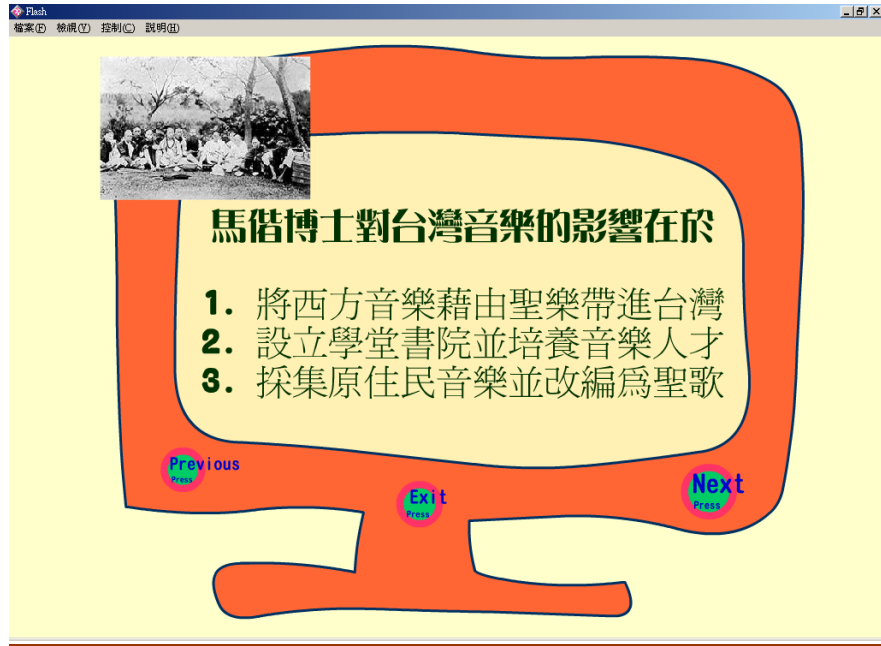 Flash
檔案(F) 檢視(V) 控制(C) 說明(H)
馬偕博士對台灣音樂的影響在於
1. 將西方音樂藉由聖樂帶進台灣
2. 設立學堂書院並培養音樂人才
3. 採集原住民音樂並改編爲聖歌
Previous
Press
Exit
Press
Next
Press